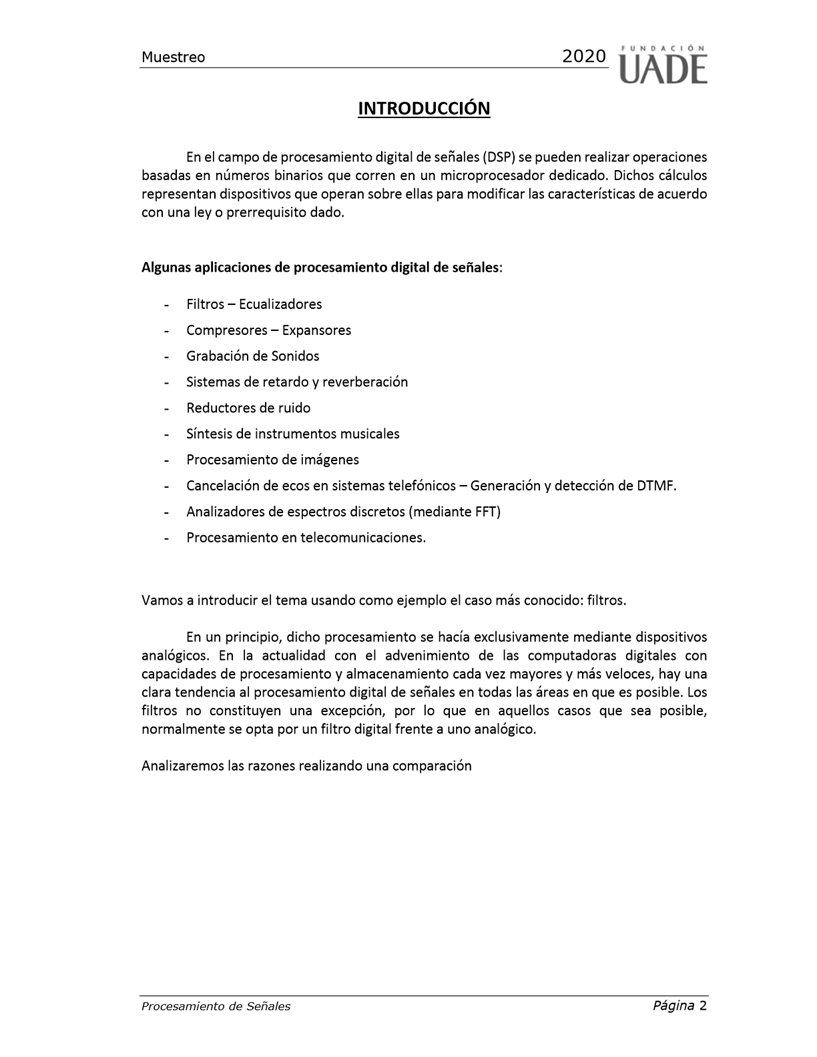 Muestreo 2020 FUNDACIÓN UADE
INTRODUCCIÓN
En el campo de procesamiento digital de señales (DSP) se pueden realizar operaciones
basadas en números binarios que corren en un microprocesador dedicado. Dichos cálculos
representan dispositivos que operan sobre ellas para modificar las características de acuerdo
con una ley o prerrequisito dado.
Algunas aplicaciones de procesamiento digital de señales:
- Filtros – Ecualizadores
- Compresores – Expansores
- Grabación de Sonidos
- Sistemas de retardo y reverberación
- Reductores de ruido
- Síntesis de instrumentos musicales
- Procesamiento de imágenes
- Cancelación de ecos en sistemas telefónicos – Generación y detección de DTMF.
- Analizadores de espectros discretos (mediante FFT)
- Procesamiento en telecomunicaciones.
Vamos a introducir el tema usando como ejemplo el caso más conocido: filtros.
En un principio, dicho procesamiento se hacía exclusivamente mediante dispositivos
analógicos. En la actualidad con el advenimiento de las computadoras digitales con
capacidades de procesamiento y almacenamiento cada vez mayores y más veloces, hay una
clara tendencia al procesamiento digital de señales en todas las áreas en que es posible. Los
filtros no constituyen una excepción, por lo que en aquellos casos que sea posible,
normalmente se opta por un filtro digital frente a uno analógico.
Analizaremos las razones realizando una comparación
Procesamiento de Señales Página 2